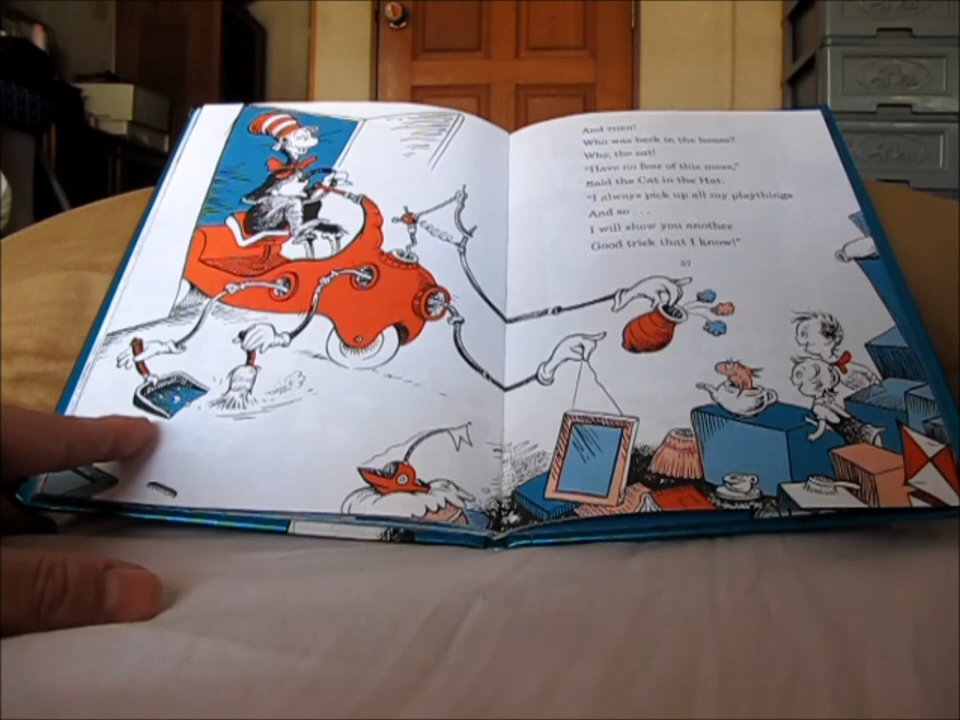 And THEN!
Who was back in the house?
Why, the cat!
"Have no fear of this mess,"
Said the Cat in the Hat.
"I always pick up all my playthings
And so . . .
I will show you another
Good trick that I know!"
57